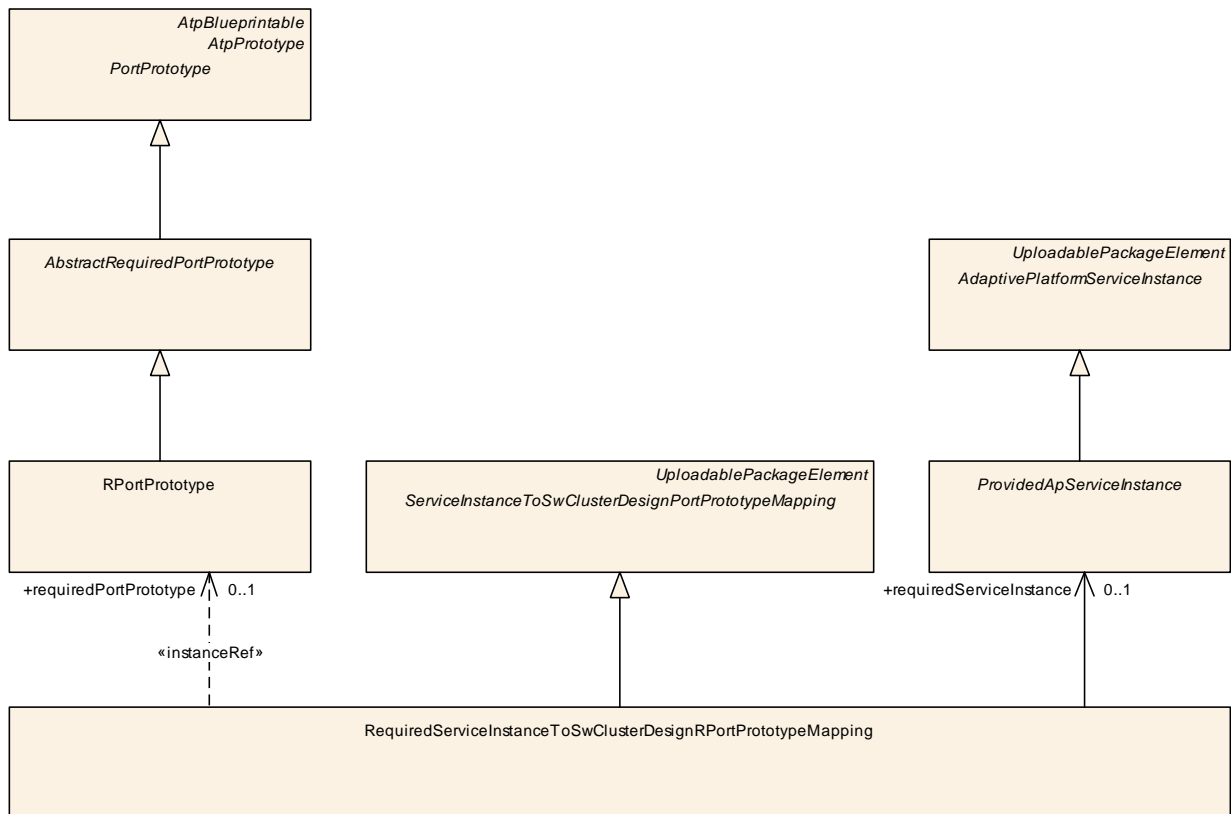 AtpBlueprintable
AtpPrototype
PortPrototype
AbstractRequiredPortPrototype
UploadablePackageElement
AdaptivePlatformServiceInstance
RPortPrototype
UploadablePackageElement
ServiceInstanceToSwClusterDesignPortPrototypeMapping
ProvidedApServiceInstance
+requiredPortPrototype 0..1
+requiredServiceInstance 0..1
«instanceRef»
RequiredServiceInstanceToSwClusterDesignRPortPrototypeMapping